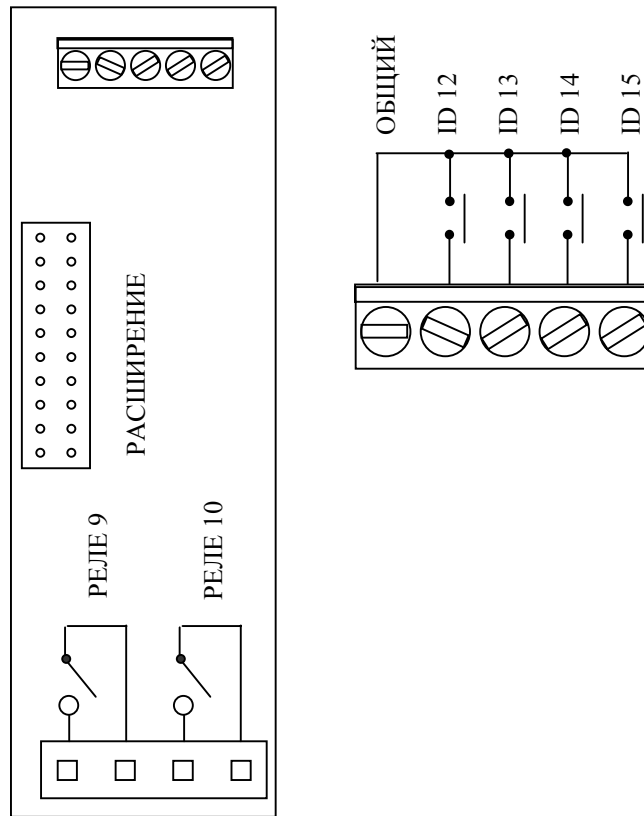 РАСШИРЕНИЕ
РЕЛЕ 9
РЕЛЕ 10
ОБЩИЙ
ID 12
ID 13
ID 14
ID 15